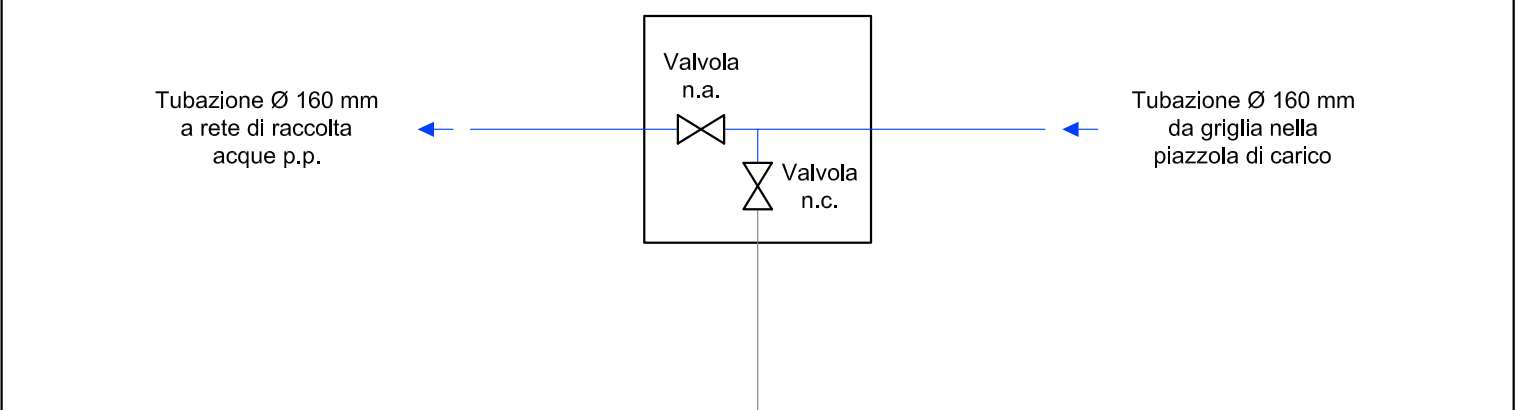 Valvola
n.a.
Tubazione Ø 160 mm
a rete di raccolta
acque p.p.
Tubazione Ø 160 mm
da griglia nella
piazzola di carico
Valvola
n.c.